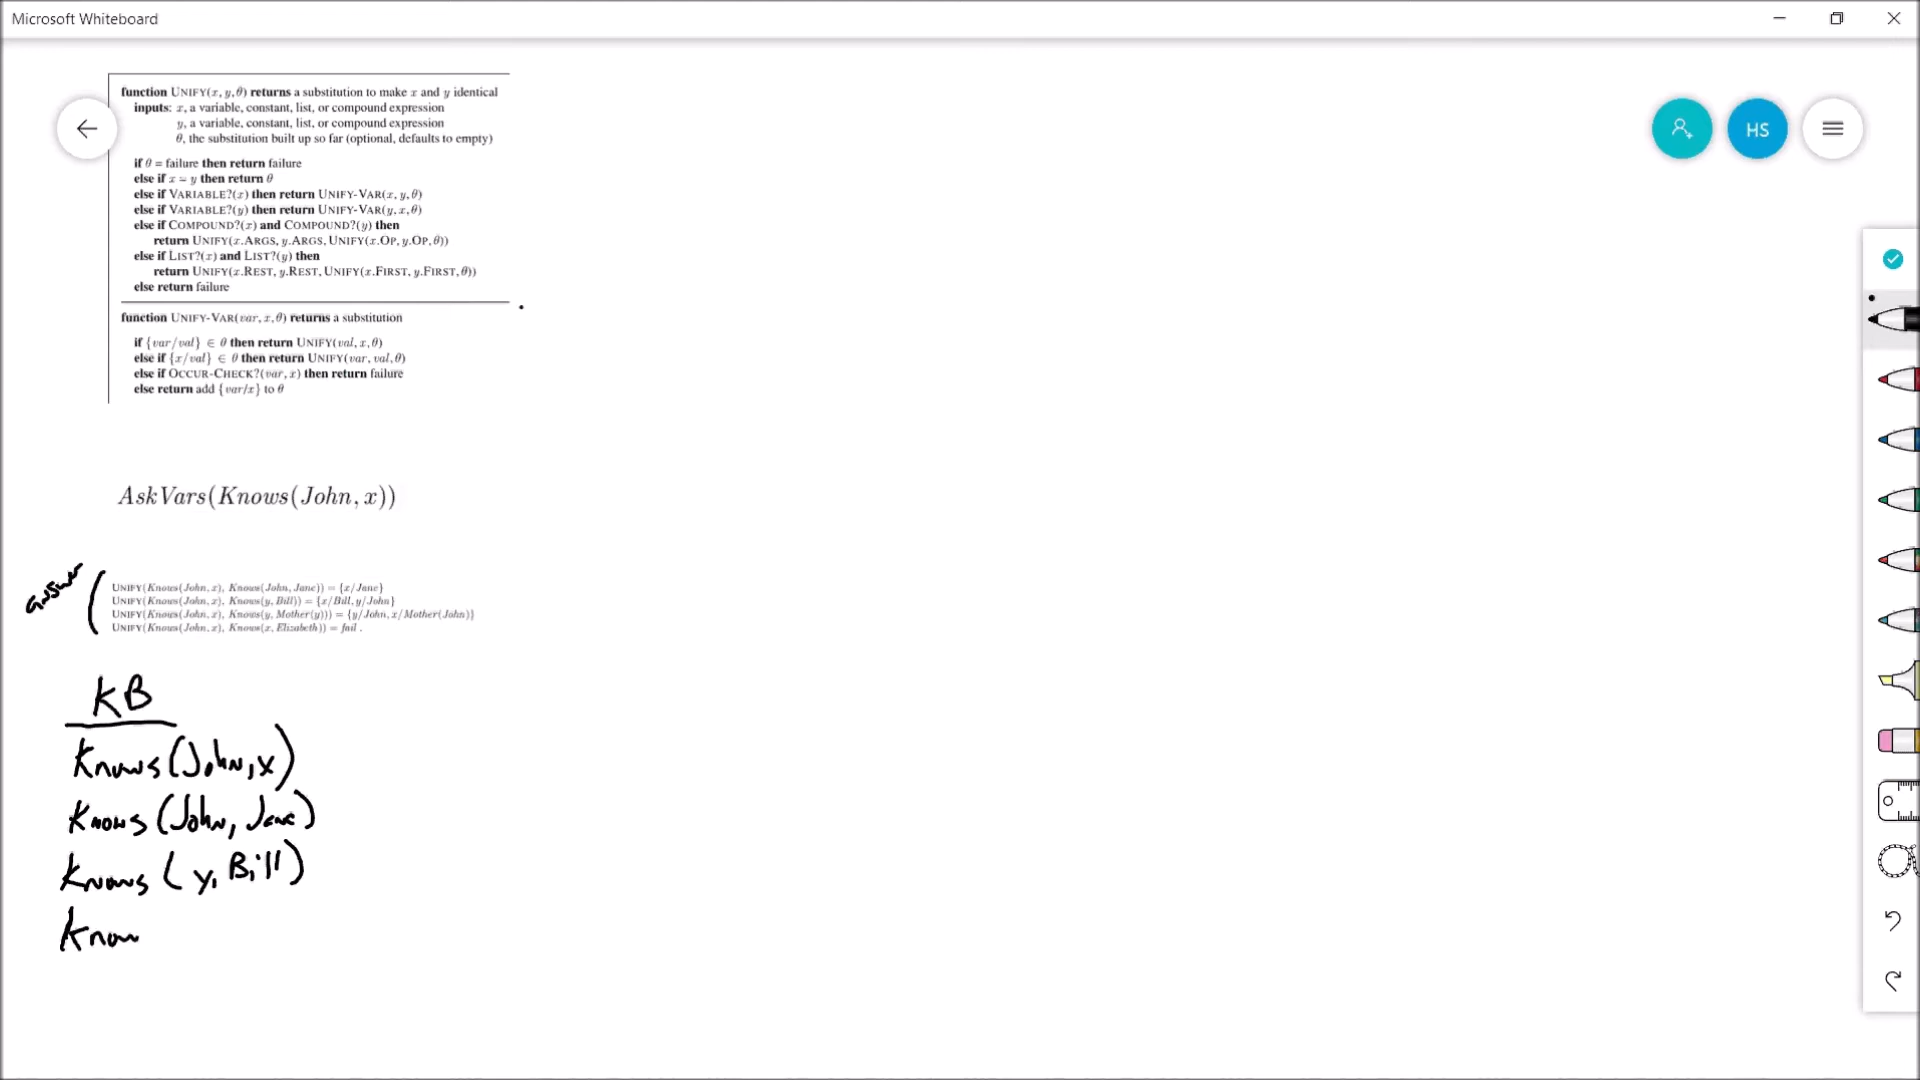 Microsoft Whiteboard
function UNIFY(x, y, θ) returns a substitution to make x and y identical
inputs: x, a variable, constant, list, or compound expression
y, a variable, constant, list, or compound expression
θ, the substitution built up so far (optional, defaults to empty)
if θ = failure then return failure
else if x = y then return θ
else if VARIABLE?(x) then return UNIFY-VAR(x, y, θ)
else if VARIABLE?(y) then return UNIFY-VAR(y, x, θ)
else if COMPOUND?(x) and COMPOUND?(y) then
return UNIFY(x.ARGS, y.ARGS, UNIFY(x.OP, y.OP, θ))
else if LIST?(x) and LIST?(y) then
return UNIFY(x.REST, y.REST, UNIFY(x.FIRST, y.FIRST, θ))
else return failure
function UNIFY-VAR(var, x, θ) returns a substitution
if {var/val} ∈ θ then return UNIFY(val, x, θ)
else if {x/val} ∈ θ then return UNIFY(var, val, θ)
else if OCCUR-CHECK?(var, x) then return failure
else return add {var/x} to θ
HS
AskVars(Knows(John, x))
answer
UNIFY(Knows(John, x), Knows(John, Jane)) = {x/Jane}
UNIFY(Knows(John, x), Knows(y, Bill)) = {x/Bill, y/John}
UNIFY(Knows(John, x), Knows(y, Mother(y))) = {y/John, x/Mother(John)}
UNIFY(Knows(John, x), Knows(x, Elizabeth)) = fail .
KB
Knows(John, x)
Knows (John, Jane)
Knows ( y, Bill)
Know